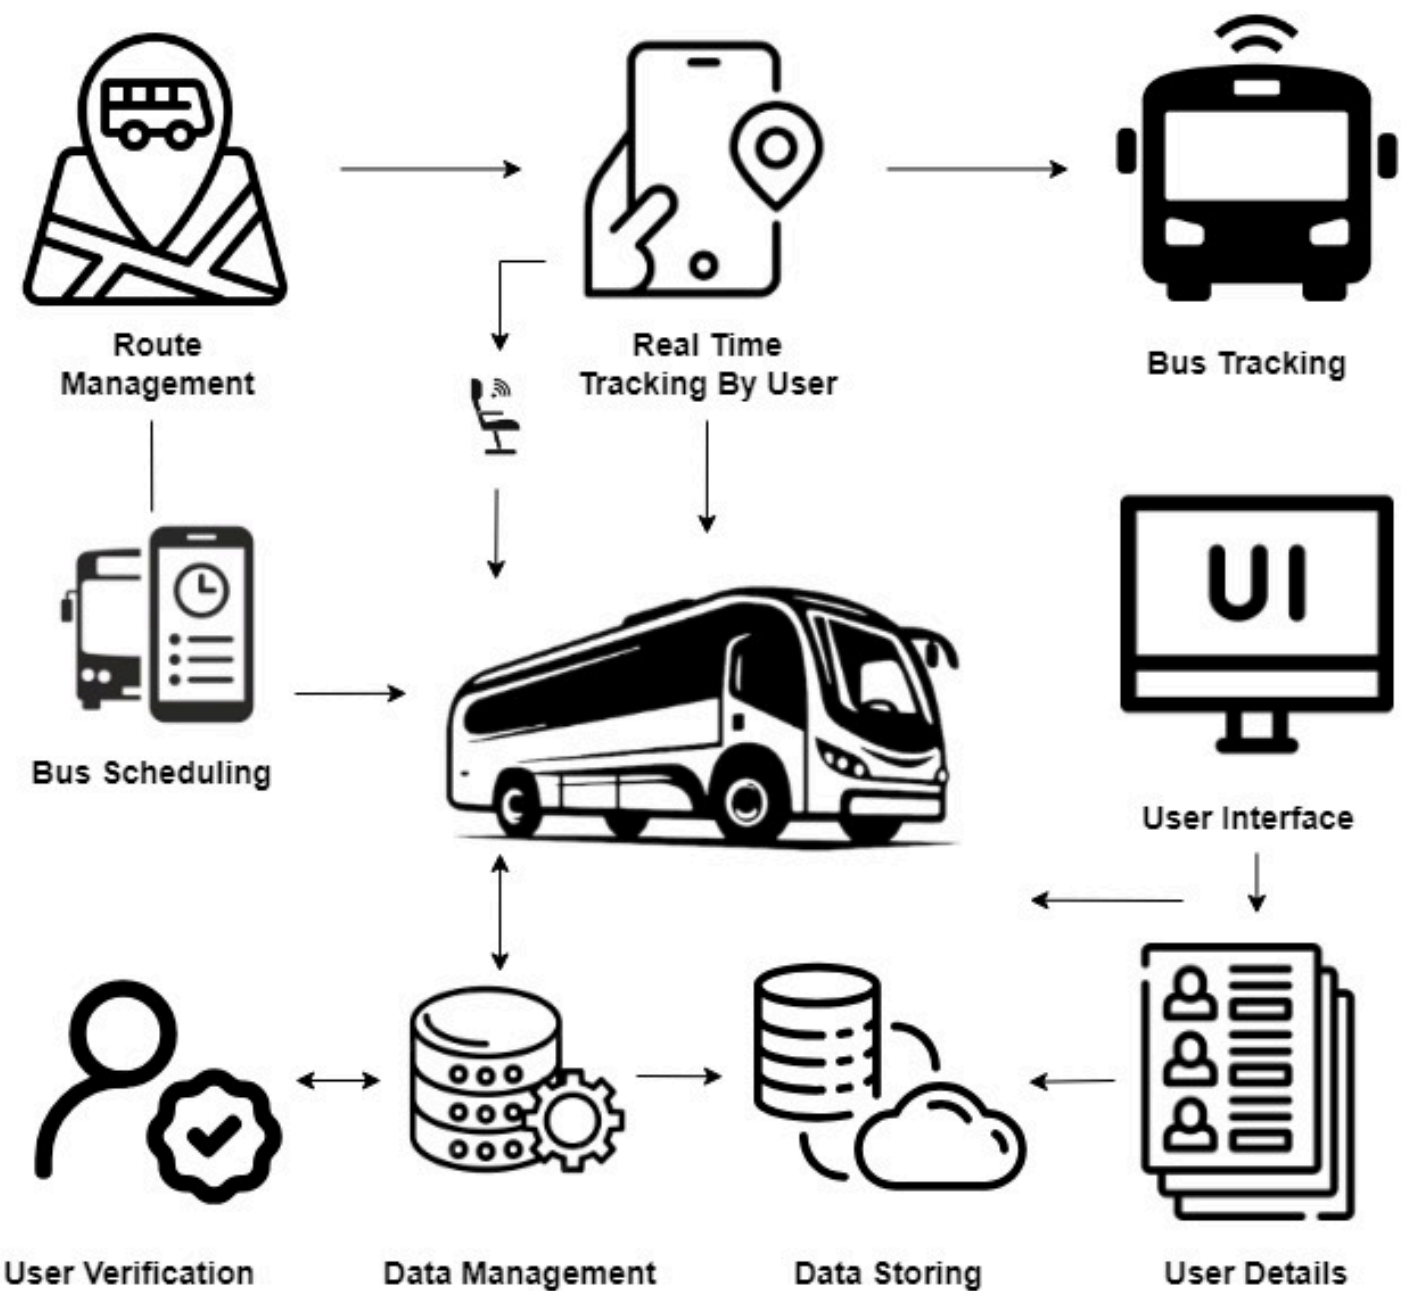 Route
Management
Real Time
Tracking By User
Bus Tracking
UI
Bus Scheduling
User Interface
User Verification
Data Management
Data Storing
User Details